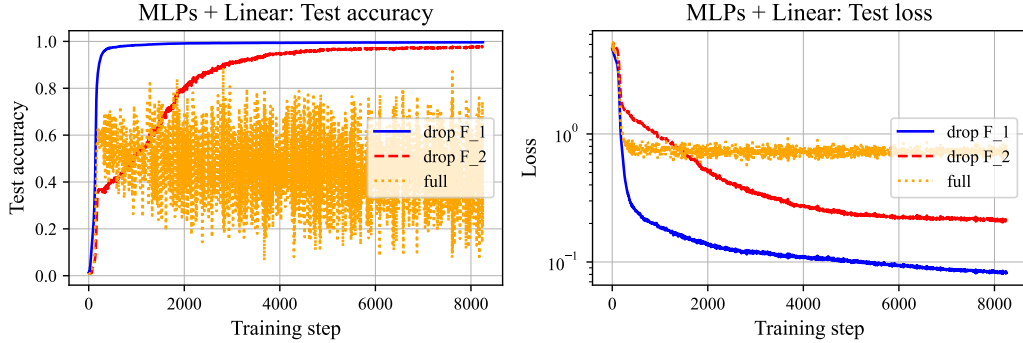 MLPs + Linear: Test accuracy
1.0
0.8
0.6
0.4
0.2
0.0
Test accuracy
drop F_1
drop F_2
full
0
2000
4000
6000
8000
Training step
MLPs + Linear: Test loss
10^0
10^-1
Loss
drop F_1
drop F_2
full
0
2000
4000
6000
8000
Training step